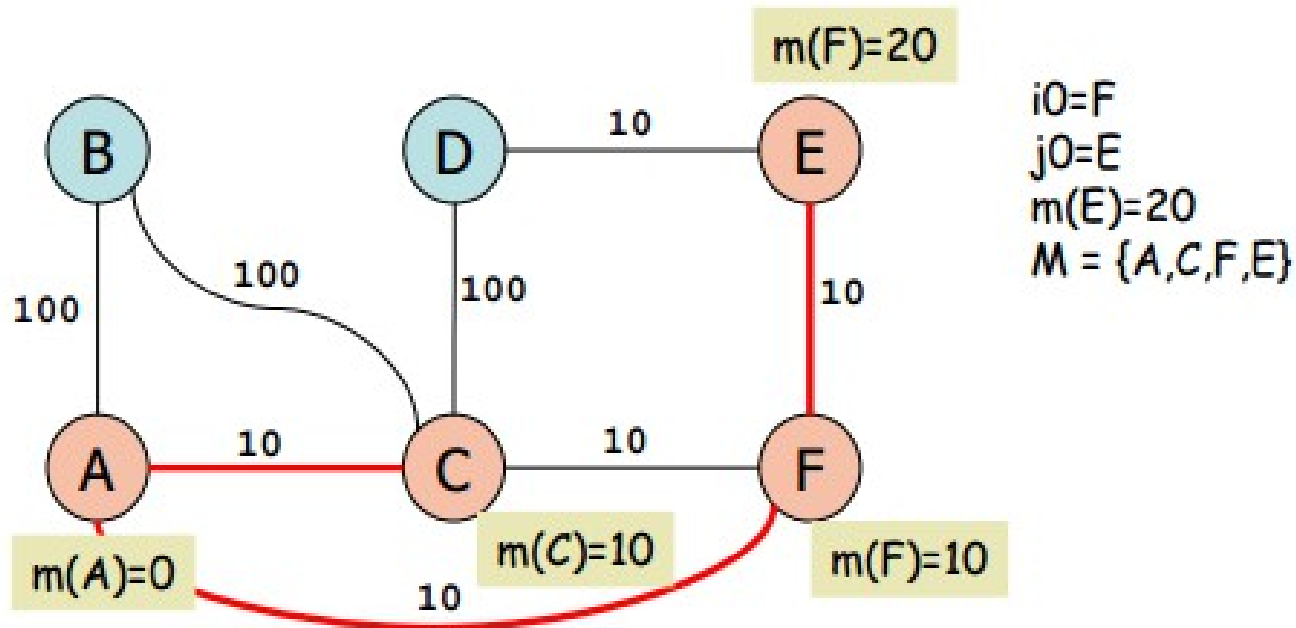 m(F)=20
i0=F
j0=E
m(E)=20
M = {A,C,F,E}
B
D
10
E
100
100
100
10
A
10
C
10
F
m(A)=0
m(C)=10
m(F)=10
10